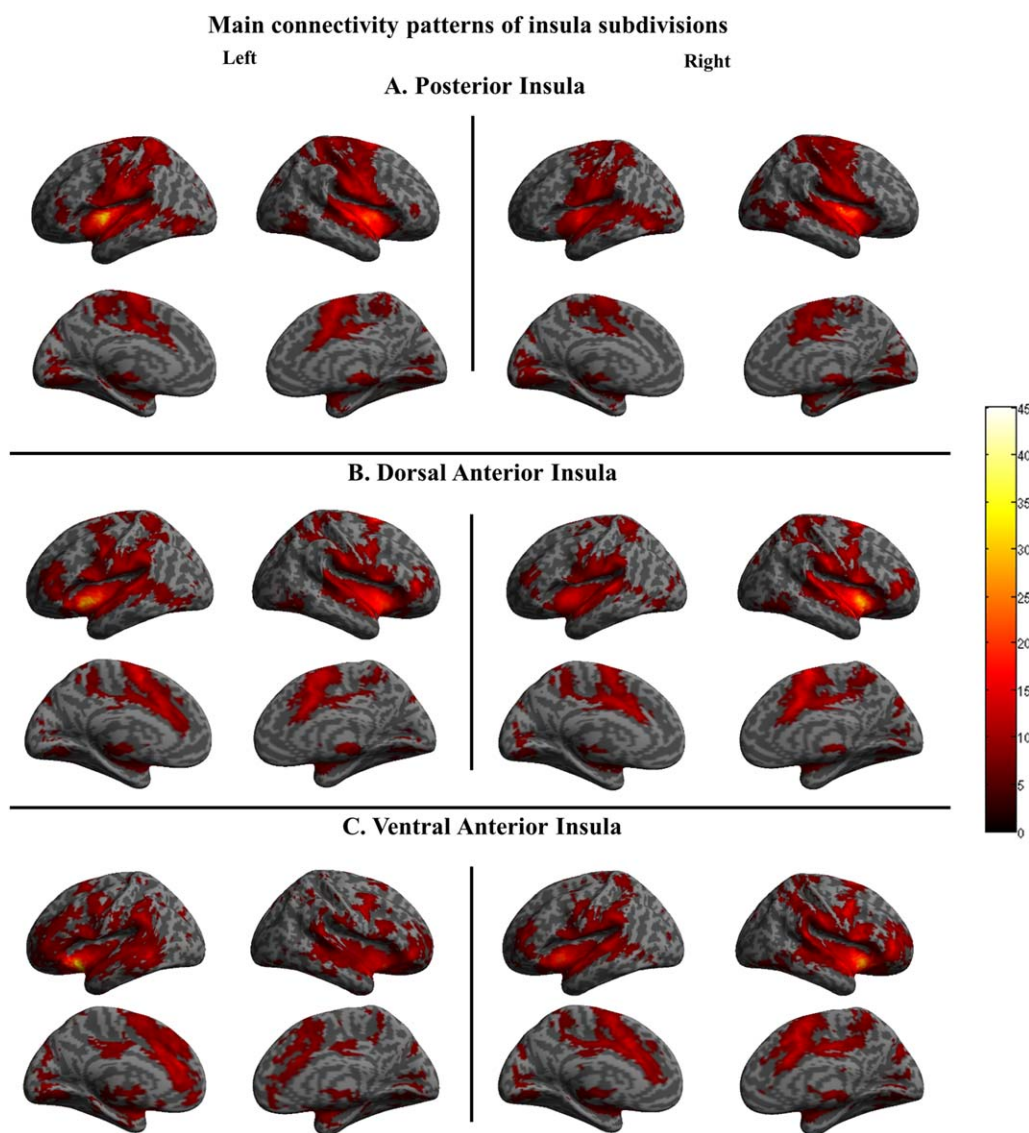 Main connectivity patterns of insula subdivisions
Left Right
A. Posterior Insula
B. Dorsal Anterior Insula
C. Ventral Anterior Insula
45
40
35
30
25
20
15
10
5
0